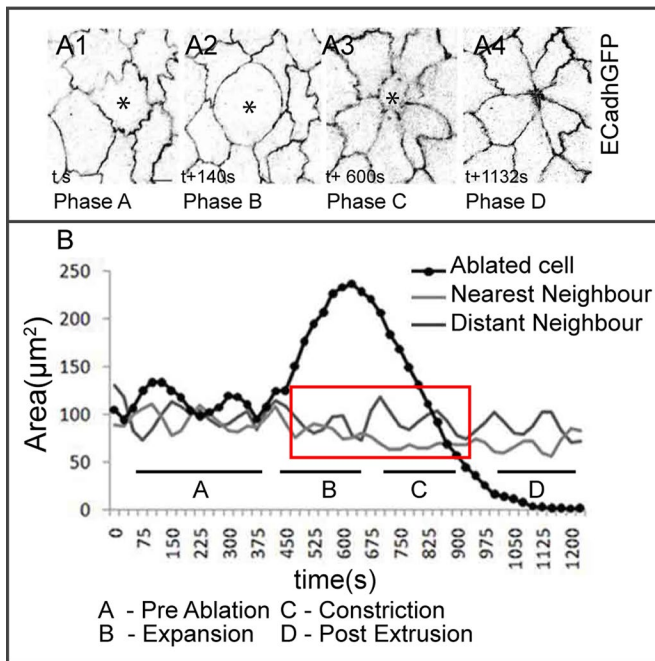 A1 A2 A3 A4
* * * *
t s t+140s t+ 600s t+1132s
Phase A Phase B Phase C Phase D
ECadhGFP
B
Ablated cell
Nearest Neighbour
Distant Neighbour
Area(μm²)
250
200
150
100
50
0
A B C D
0 75 150 225 300 375 450 525 600 675 750 825 900 975 1050 1125 1200
time(s)
A - Pre Ablation C - Constriction
B - Expansion D - Post Extrusion